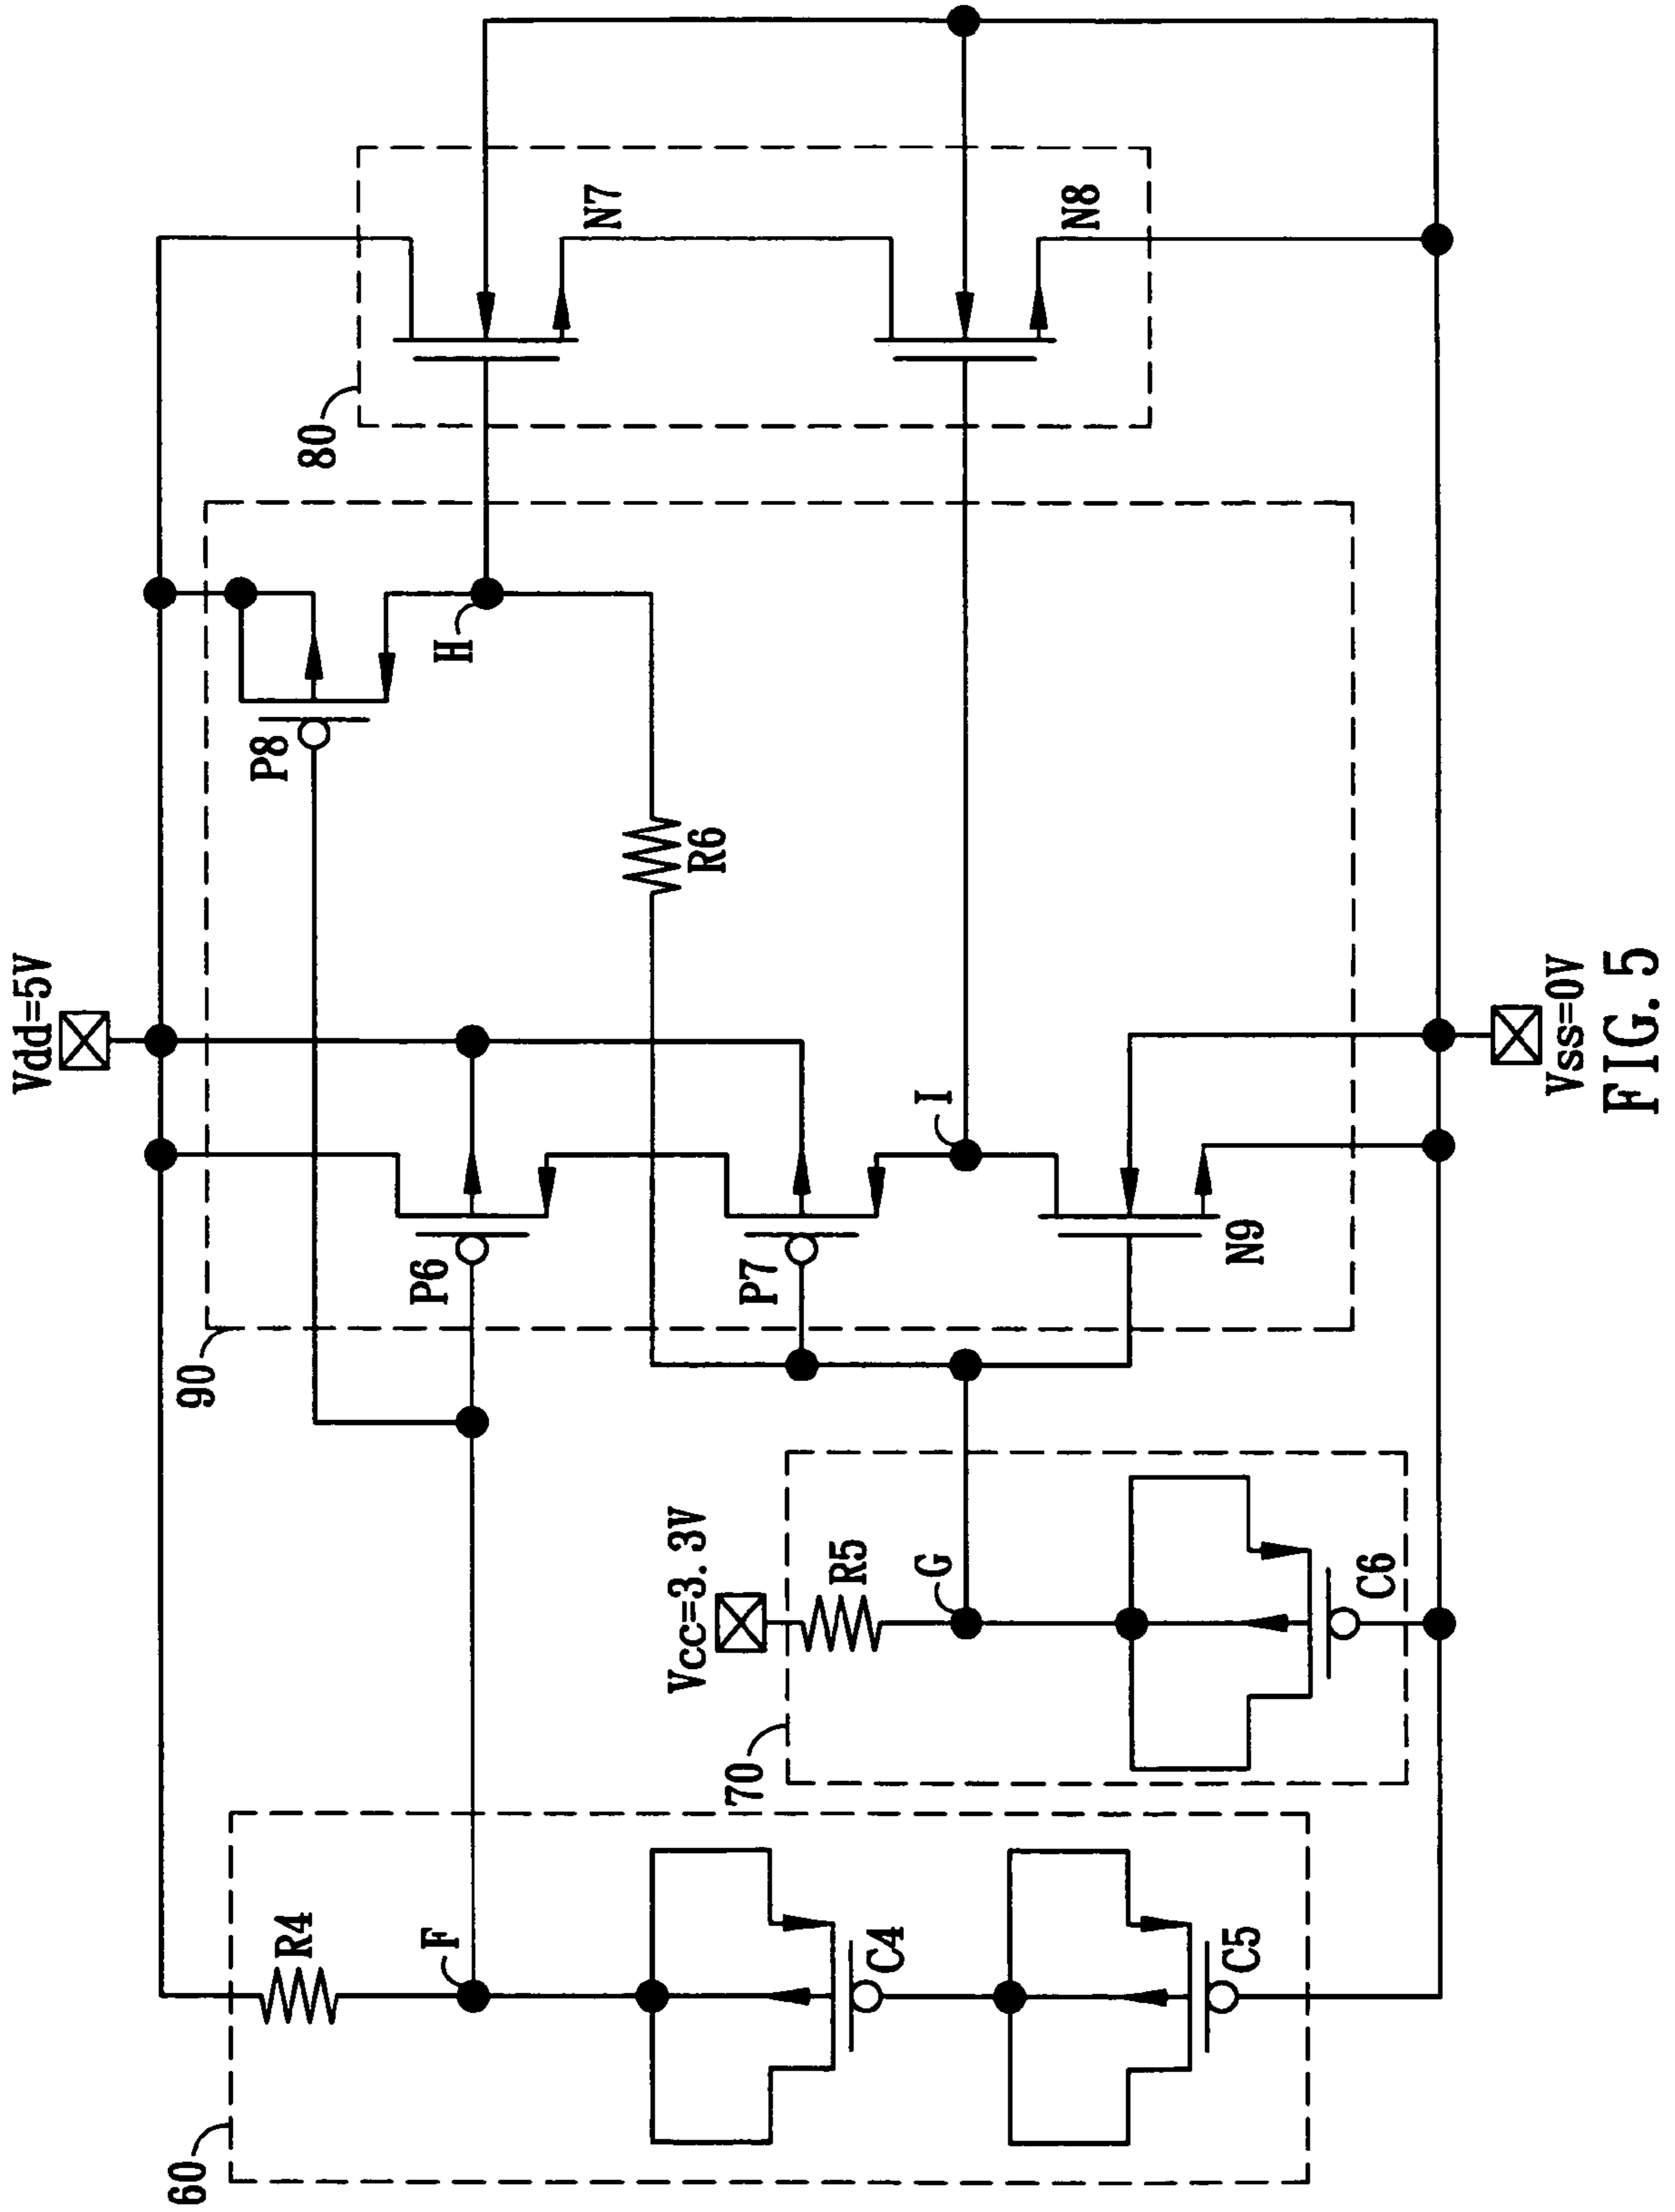 Vdd=5V
60
R4
F
C4
C5
70
Vcc=3.3V
R5
G
C6
90
P6
P7
I
N9
P8
H
R6
80
N7
N8
Vss=0V
FIG. 5